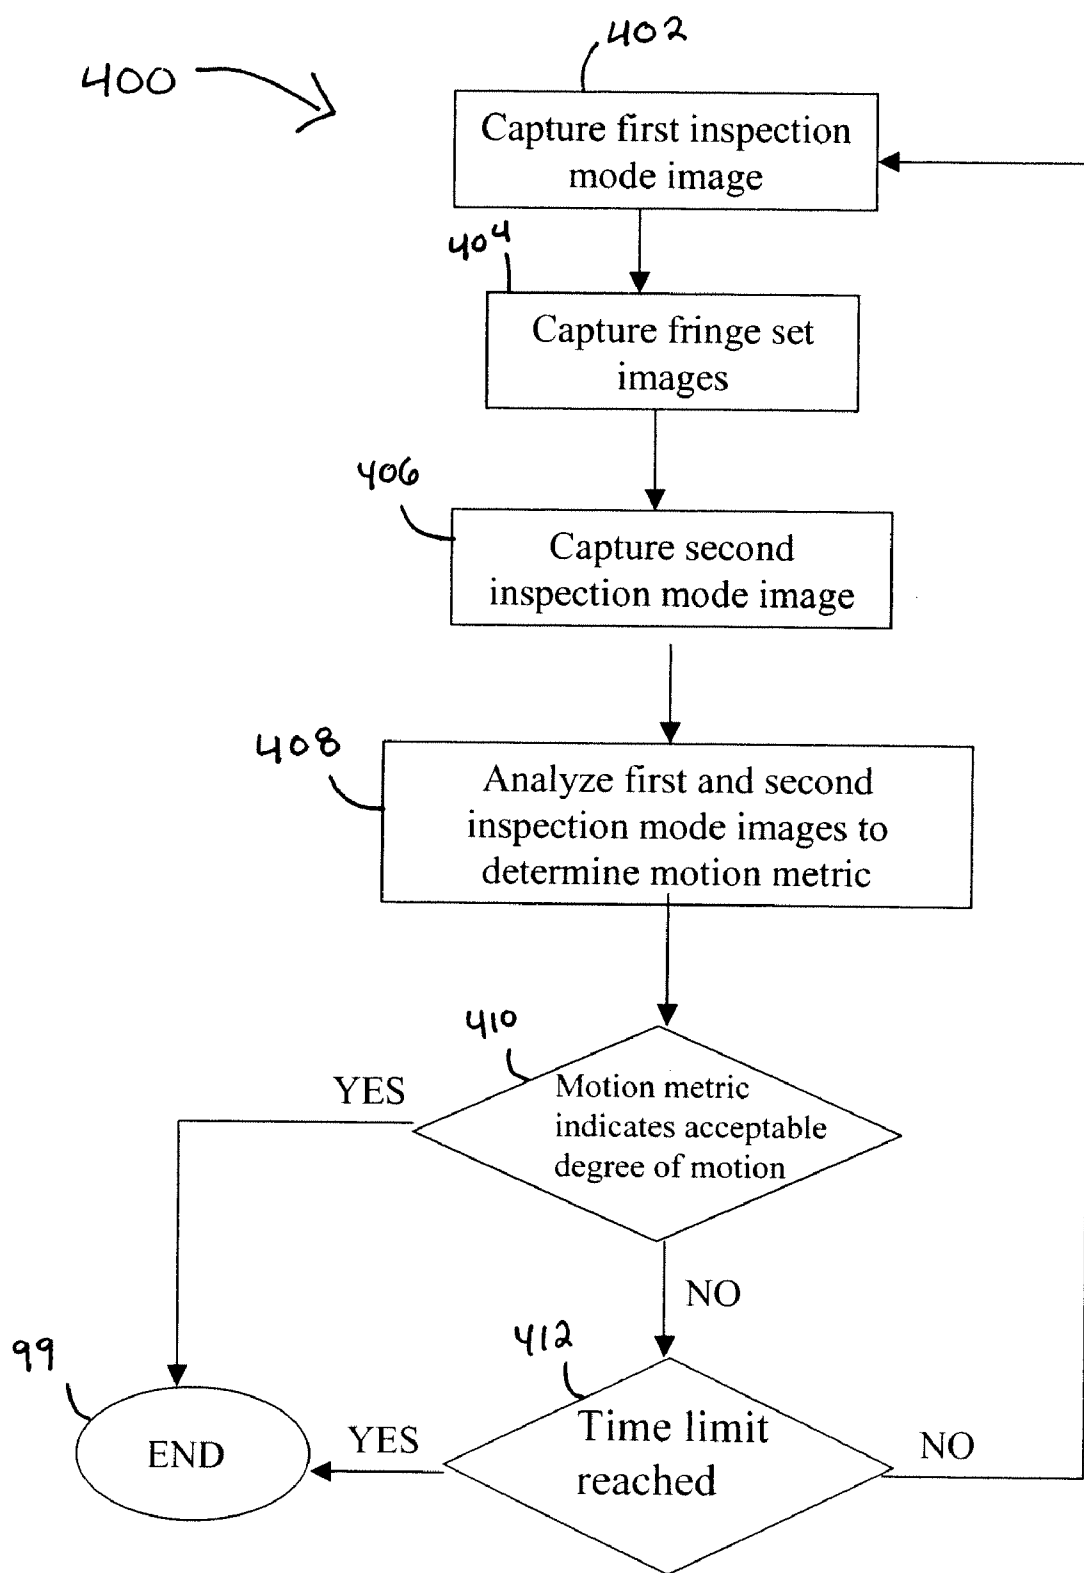 402
400
Capture first inspection
mode image
404
Capture fringe set
images
406
Capture second
inspection mode image
408
Analyze first and second
inspection mode images to
determine motion metric
410
YES
Motion metric
indicates acceptable
degree of motion
NO
412
99
END
YES
Time limit
reached
NO